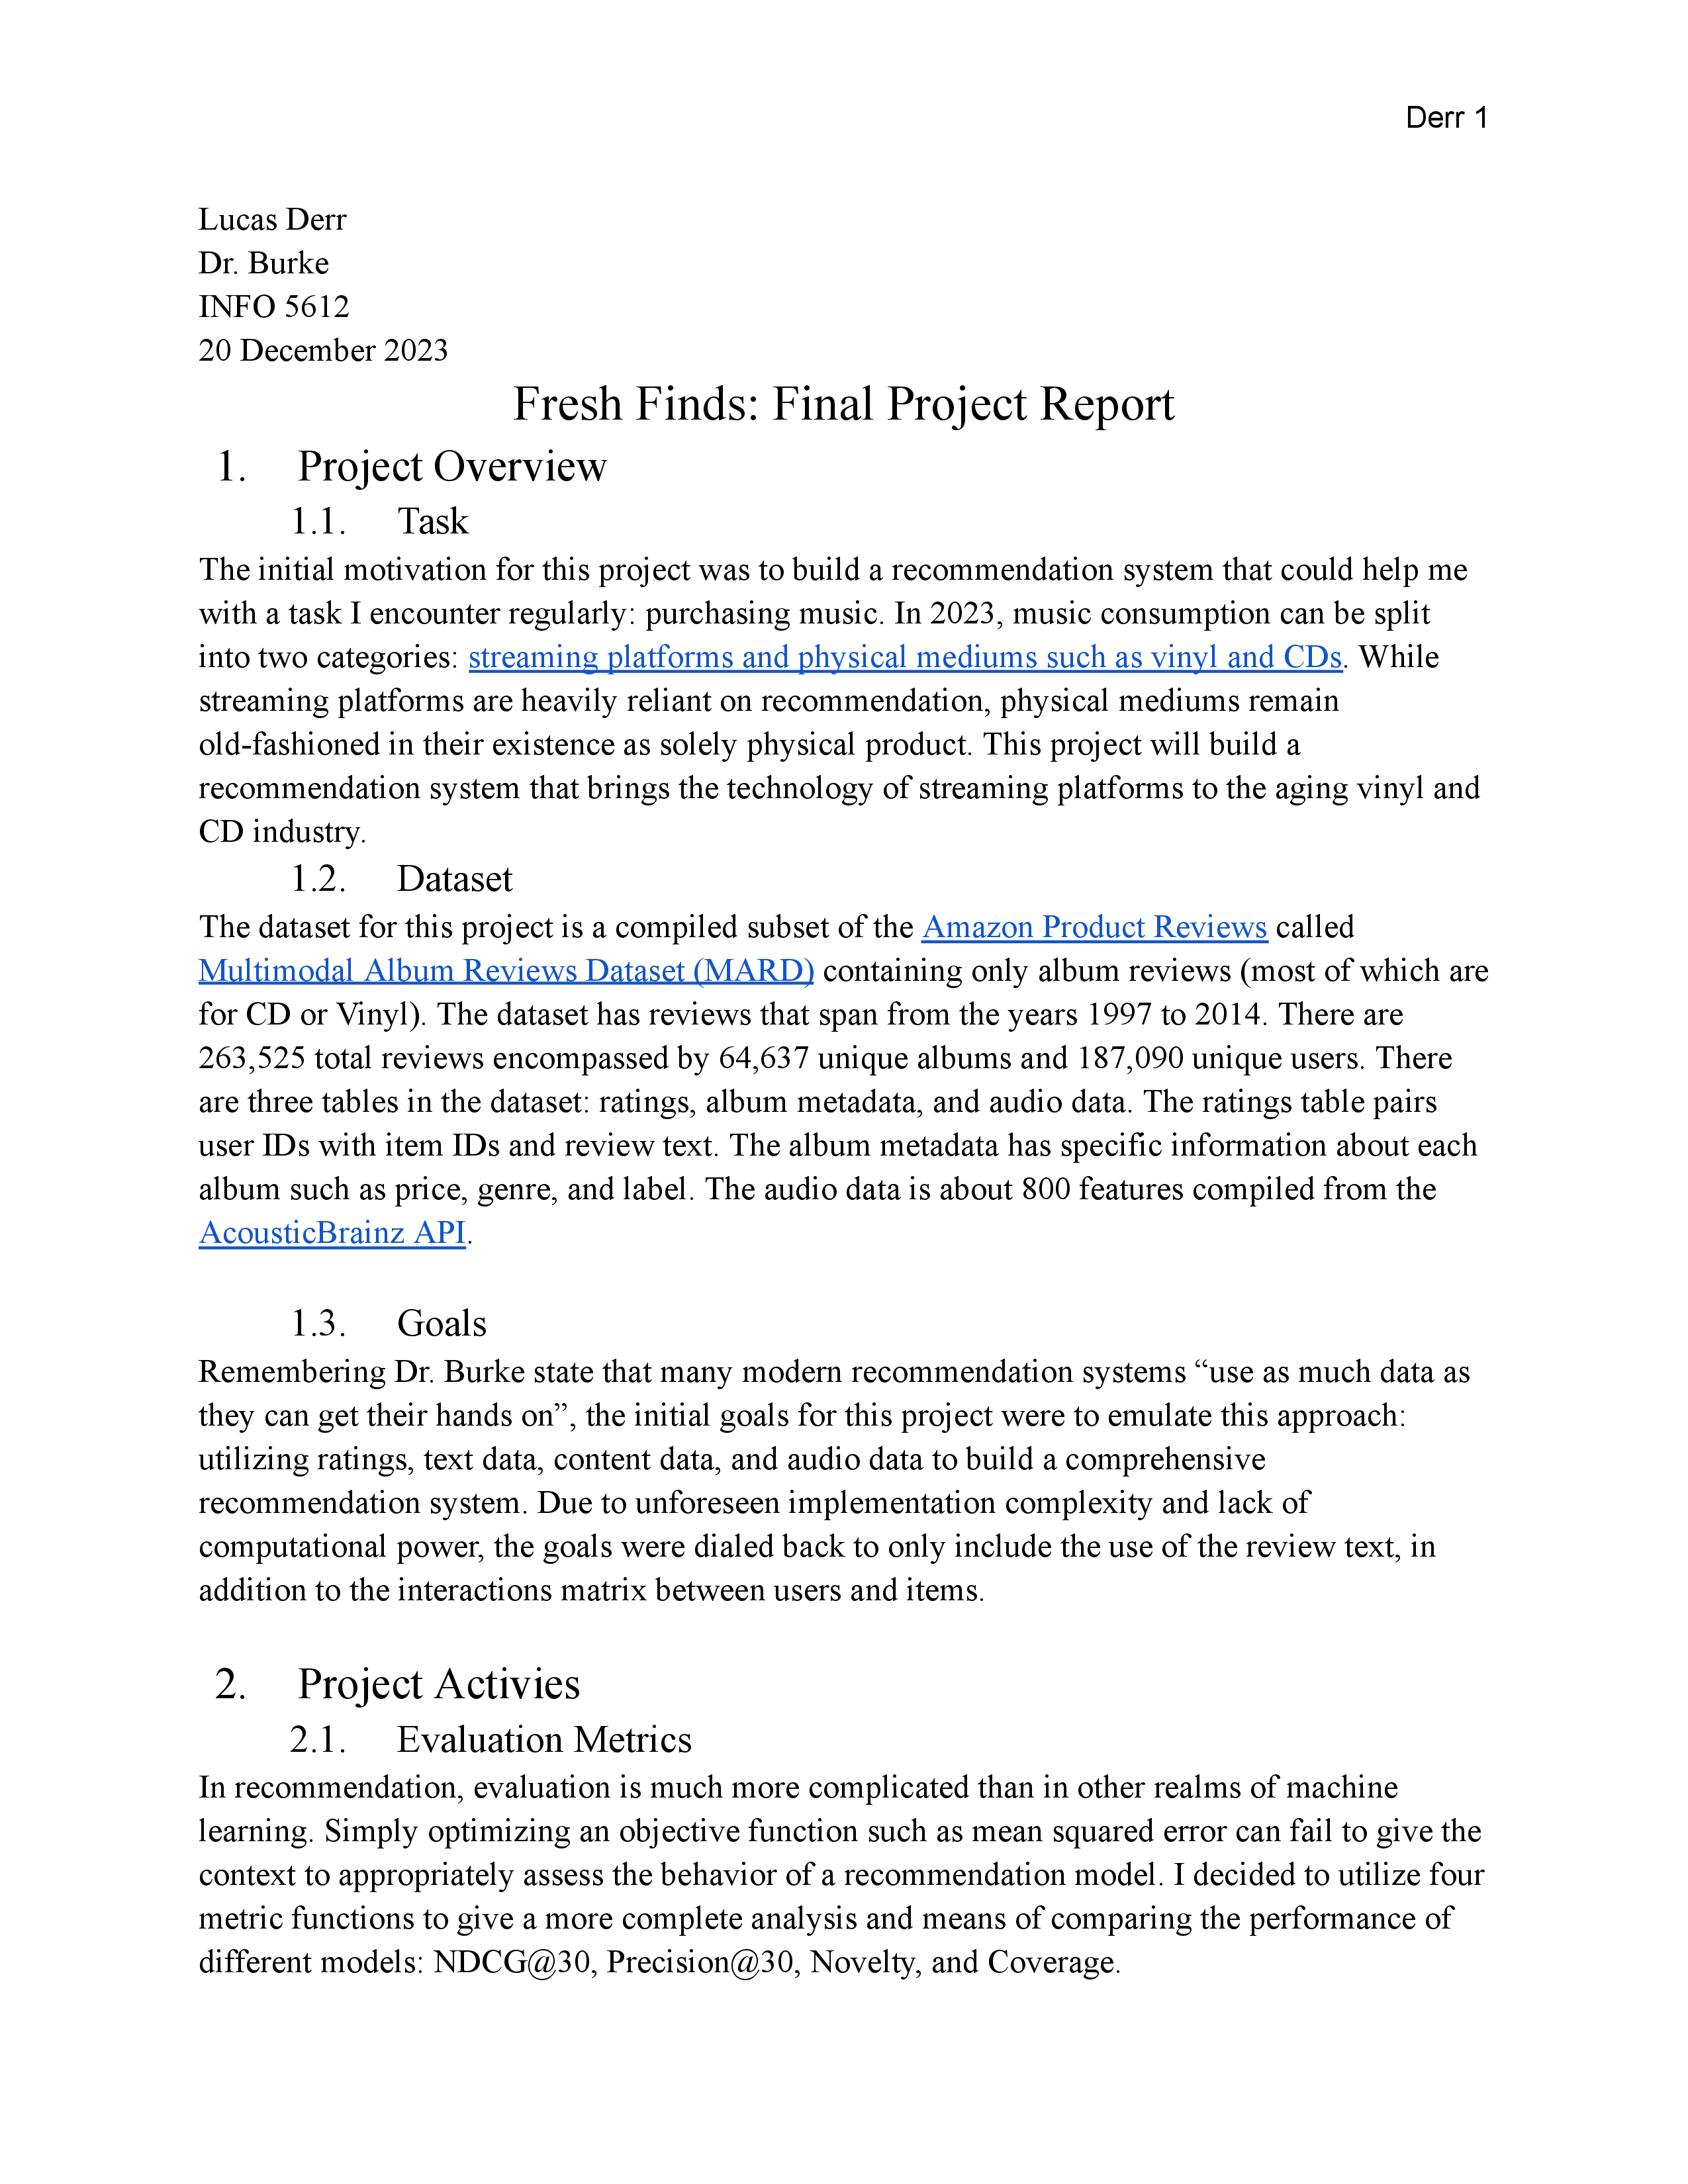 Derr 1
Lucas Derr
Dr. Burke
INFO 5612
20 December 2023
Fresh Finds: Final Project Report
1. Project Overview
1.1. Task
The initial motivation for this project was to build a recommendation system that could help me
with a task I encounter regularly: purchasing music. In 2023, music consumption can be split
into two categories: streaming platforms and physical mediums such as vinyl and CDs. While
streaming platforms are heavily reliant on recommendation, physical mediums remain
old-fashioned in their existence as solely physical product. This project will build a
recommendation system that brings the technology of streaming platforms to the aging vinyl and
CD industry.
1.2. Dataset
The dataset for this project is a compiled subset of the Amazon Product Reviews called
Multimodal Album Reviews Dataset (MARD) containing only album reviews (most of which are
for CD or Vinyl). The dataset has reviews that span from the years 1997 to 2014. There are
263,525 total reviews encompassed by 64,637 unique albums and 187,090 unique users. There
are three tables in the dataset: ratings, album metadata, and audio data. The ratings table pairs
user IDs with item IDs and review text. The album metadata has specific information about each
album such as price, genre, and label. The audio data is about 800 features compiled from the
AcousticBrainz API.
1.3. Goals
Remembering Dr. Burke state that many modern recommendation systems “use as much data as
they can get their hands on”, the initial goals for this project were to emulate this approach:
utilizing ratings, text data, content data, and audio data to build a comprehensive
recommendation system. Due to unforeseen implementation complexity and lack of
computational power, the goals were dialed back to only include the use of the review text, in
addition to the interactions matrix between users and items.
2. Project Activies
2.1. Evaluation Metrics
In recommendation, evaluation is much more complicated than in other realms of machine
learning. Simply optimizing an objective function such as mean squared error can fail to give the
context to appropriately assess the behavior of a recommendation model. I decided to utilize four
metric functions to give a more complete analysis and means of comparing the performance of
different models: NDCG@30, Precision@30, Novelty, and Coverage.